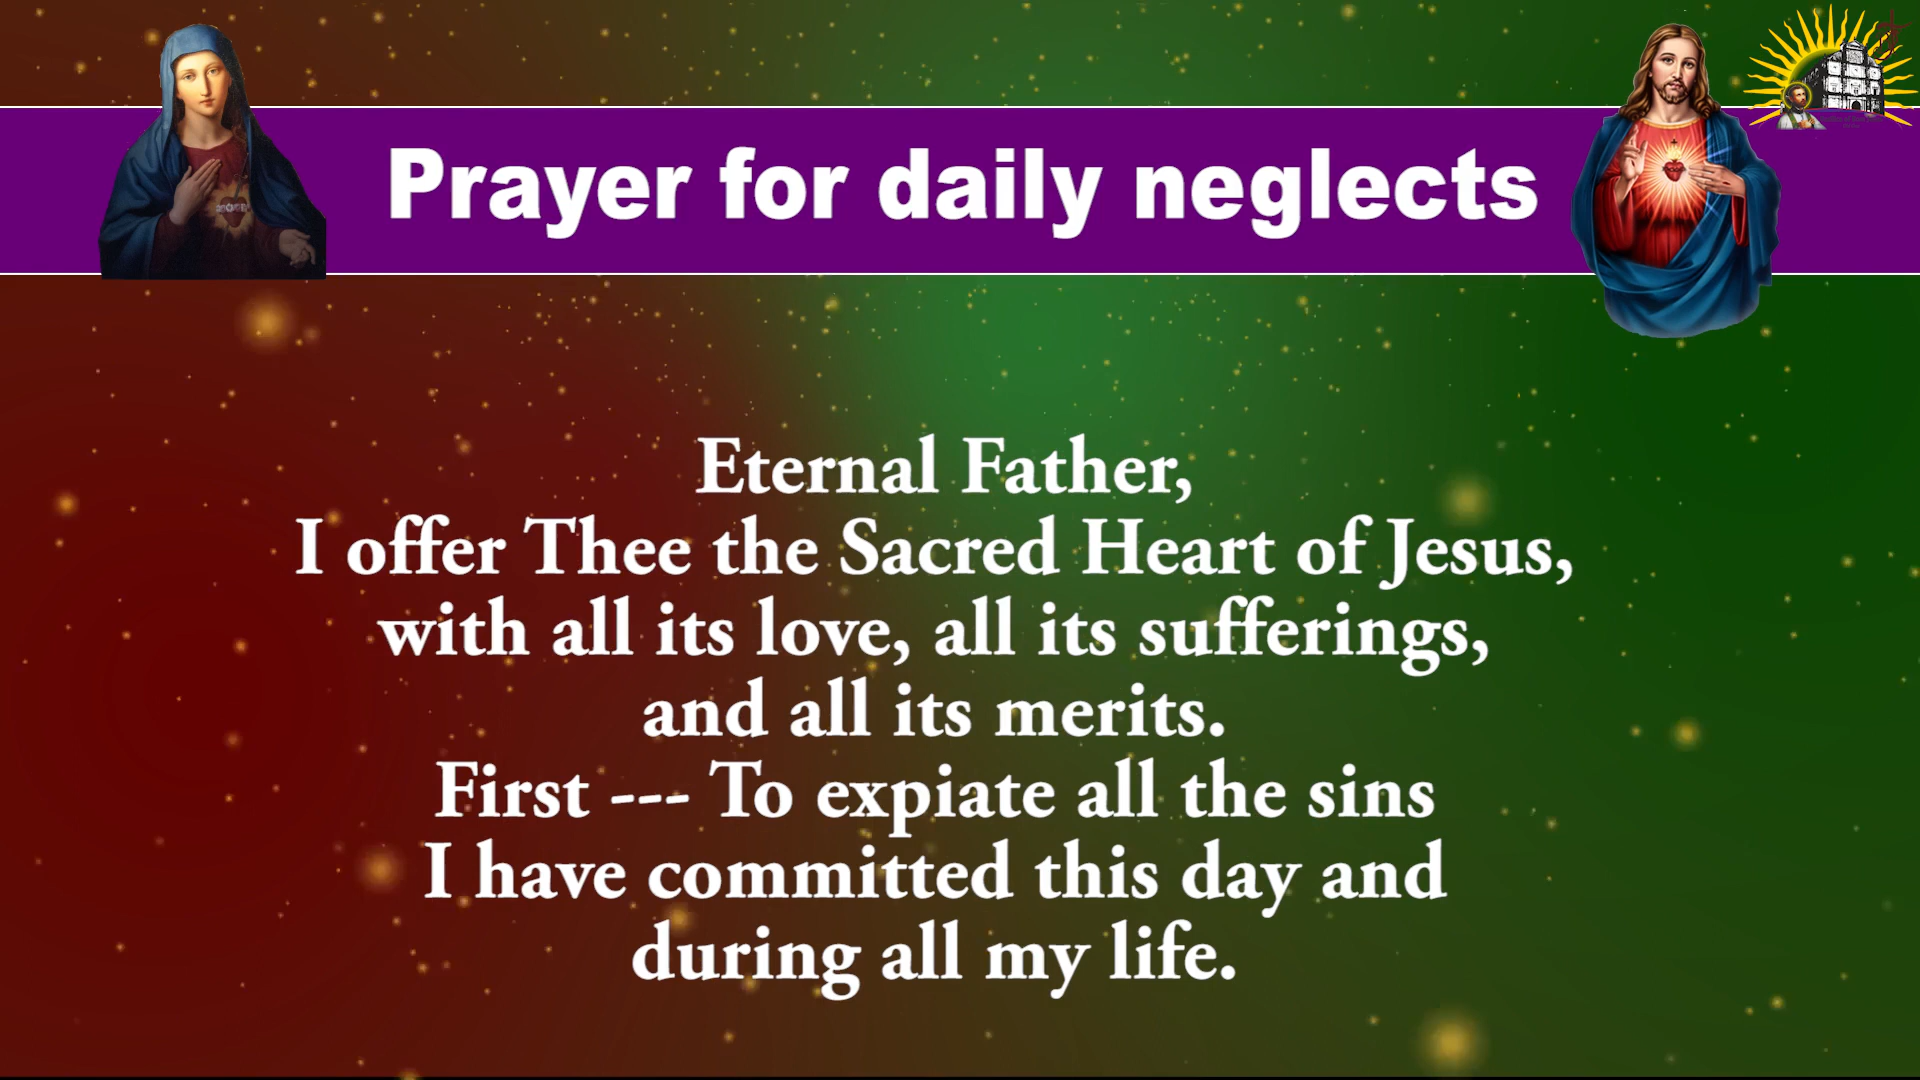 Prayer for daily neglects
Eternal Father,
I offer Thee the Sacred Heart of Jesus,
with all its love, all its sufferings,
and all its merits.
First --- To expiate all the sins
I have committed this day and
during all my life.